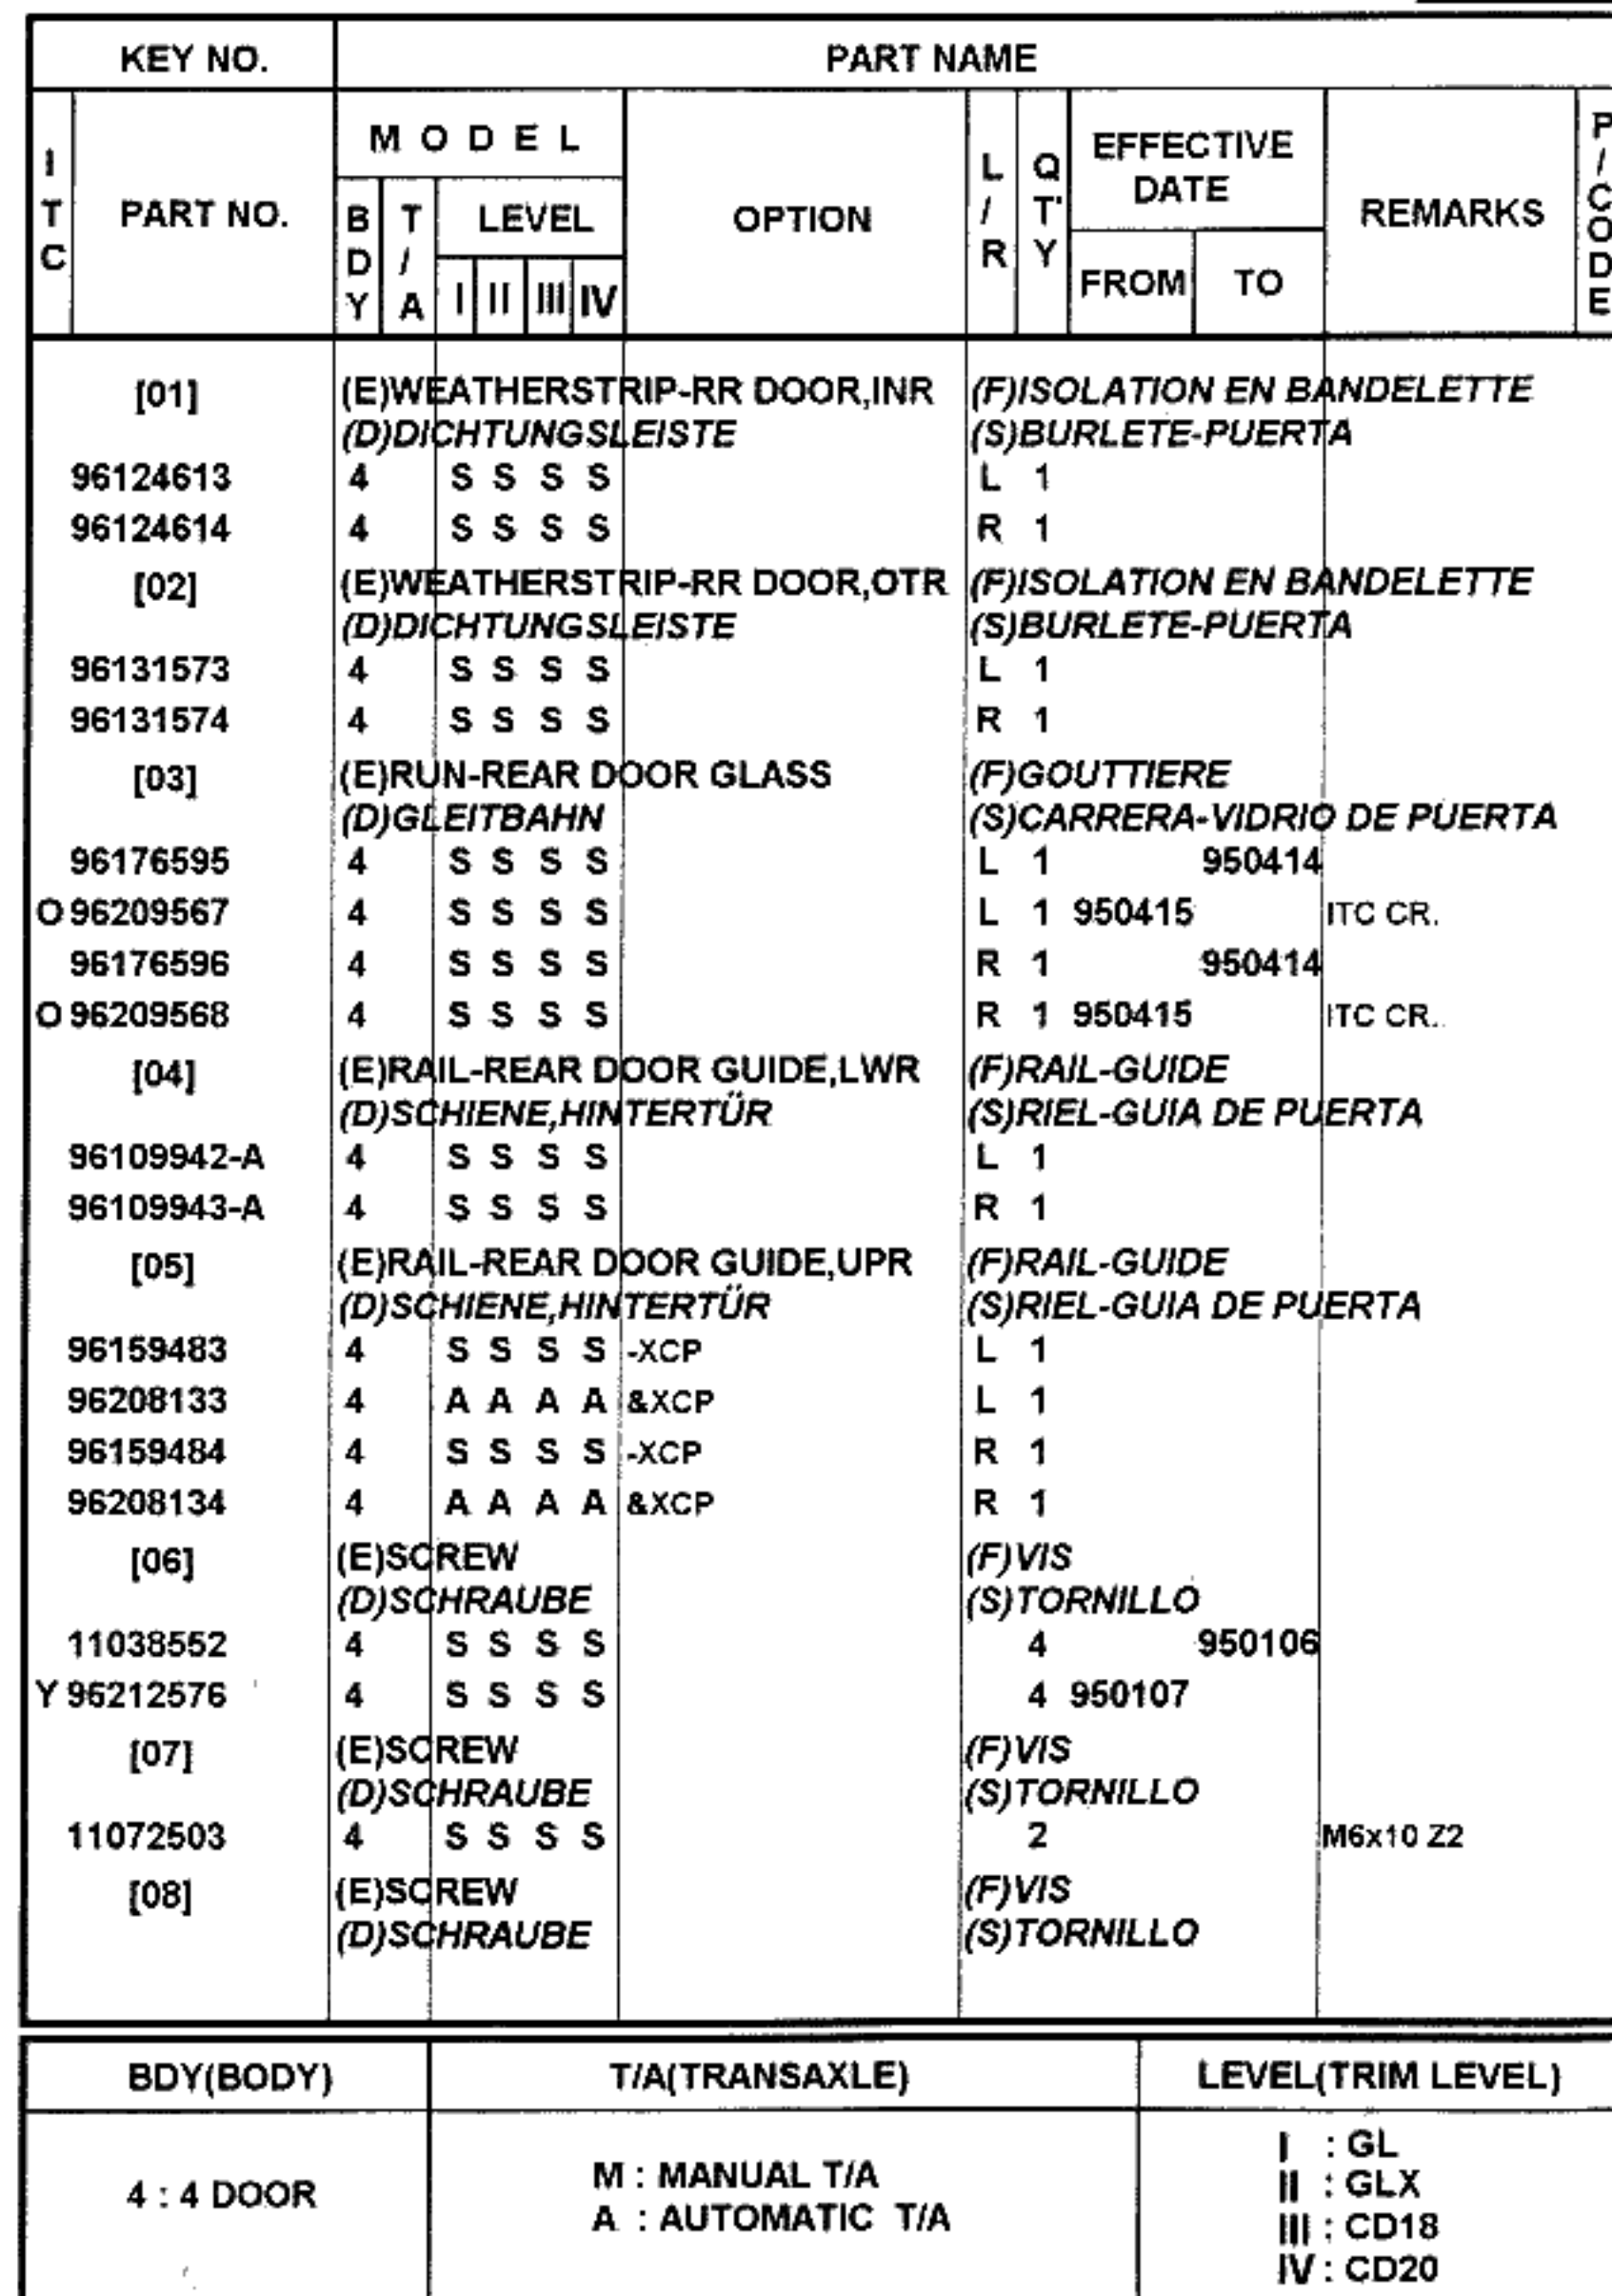 KEY NO. PART NAME
ITC PART NO. MODEL BDY T/A LEVEL I II III IV OPTION L/R Q'TY EFFECTIVE DATE FROM TO REMARKS P/CODE
[01] (E)WEATHERSTRIP-RR DOOR,INR (F)ISOLATION EN BANDELETTE
(D)DICHTUNGSLEISTE (S)BURLETE-PUERTA
96124613 4 S S S S L 1
96124614 4 S S S S R 1
[02] (E)WEATHERSTRIP-RR DOOR,OTR (F)ISOLATION EN BANDELETTE
(D)DICHTUNGSLEISTE (S)BURLETE-PUERTA
96131573 4 S S S S L 1
96131574 4 S S S S R 1
[03] (E)RUN-REAR DOOR GLASS (F)GOUTTIERE
(D)GLEITBAHN (S)CARRERA-VIDRIO DE PUERTA
96176595 4 S S S S L 1 950414
O 96209567 4 S S S S L 1 950415 ITC CR.
96176596 4 S S S S R 1 950414
O 96209568 4 S S S S R 1 950415 ITC CR..
[04] (E)RAIL-REAR DOOR GUIDE,LWR (F)RAIL-GUIDE
(D)SCHIENE,HINTERTÜR (S)RIEL-GUIA DE PUERTA
96109942-A 4 S S S S L 1
96109943-A 4 S S S S R 1
[05] (E)RAIL-REAR DOOR GUIDE,UPR (F)RAIL-GUIDE
(D)SCHIENE,HINTERTÜR (S)RIEL-GUIA DE PUERTA
96159483 4 S S S S -XCP L 1
96208133 4 A A A A &XCP L 1
96159484 4 S S S S -XCP R 1
96208134 4 A A A A &XCP R 1
[06] (E)SCREW (F)VIS
(D)SCHRAUBE (S)TORNILLO
11038552 4 S S S S 4 950106
Y 96212576 4 S S S S 4 950107
[07] (E)SCREW (F)VIS
(D)SCHRAUBE (S)TORNILLO
11072503 4 S S S S 2 M6x10 Z2
[08] (E)SCREW (F)VIS
(D)SCHRAUBE (S)TORNILLO
BDY(BODY) T/A(TRANSAXLE) LEVEL(TRIM LEVEL)
4 : 4 DOOR
M : MANUAL T/A
A : AUTOMATIC T/A
I : GL
II : GLX
III : CD18
IV : CD20